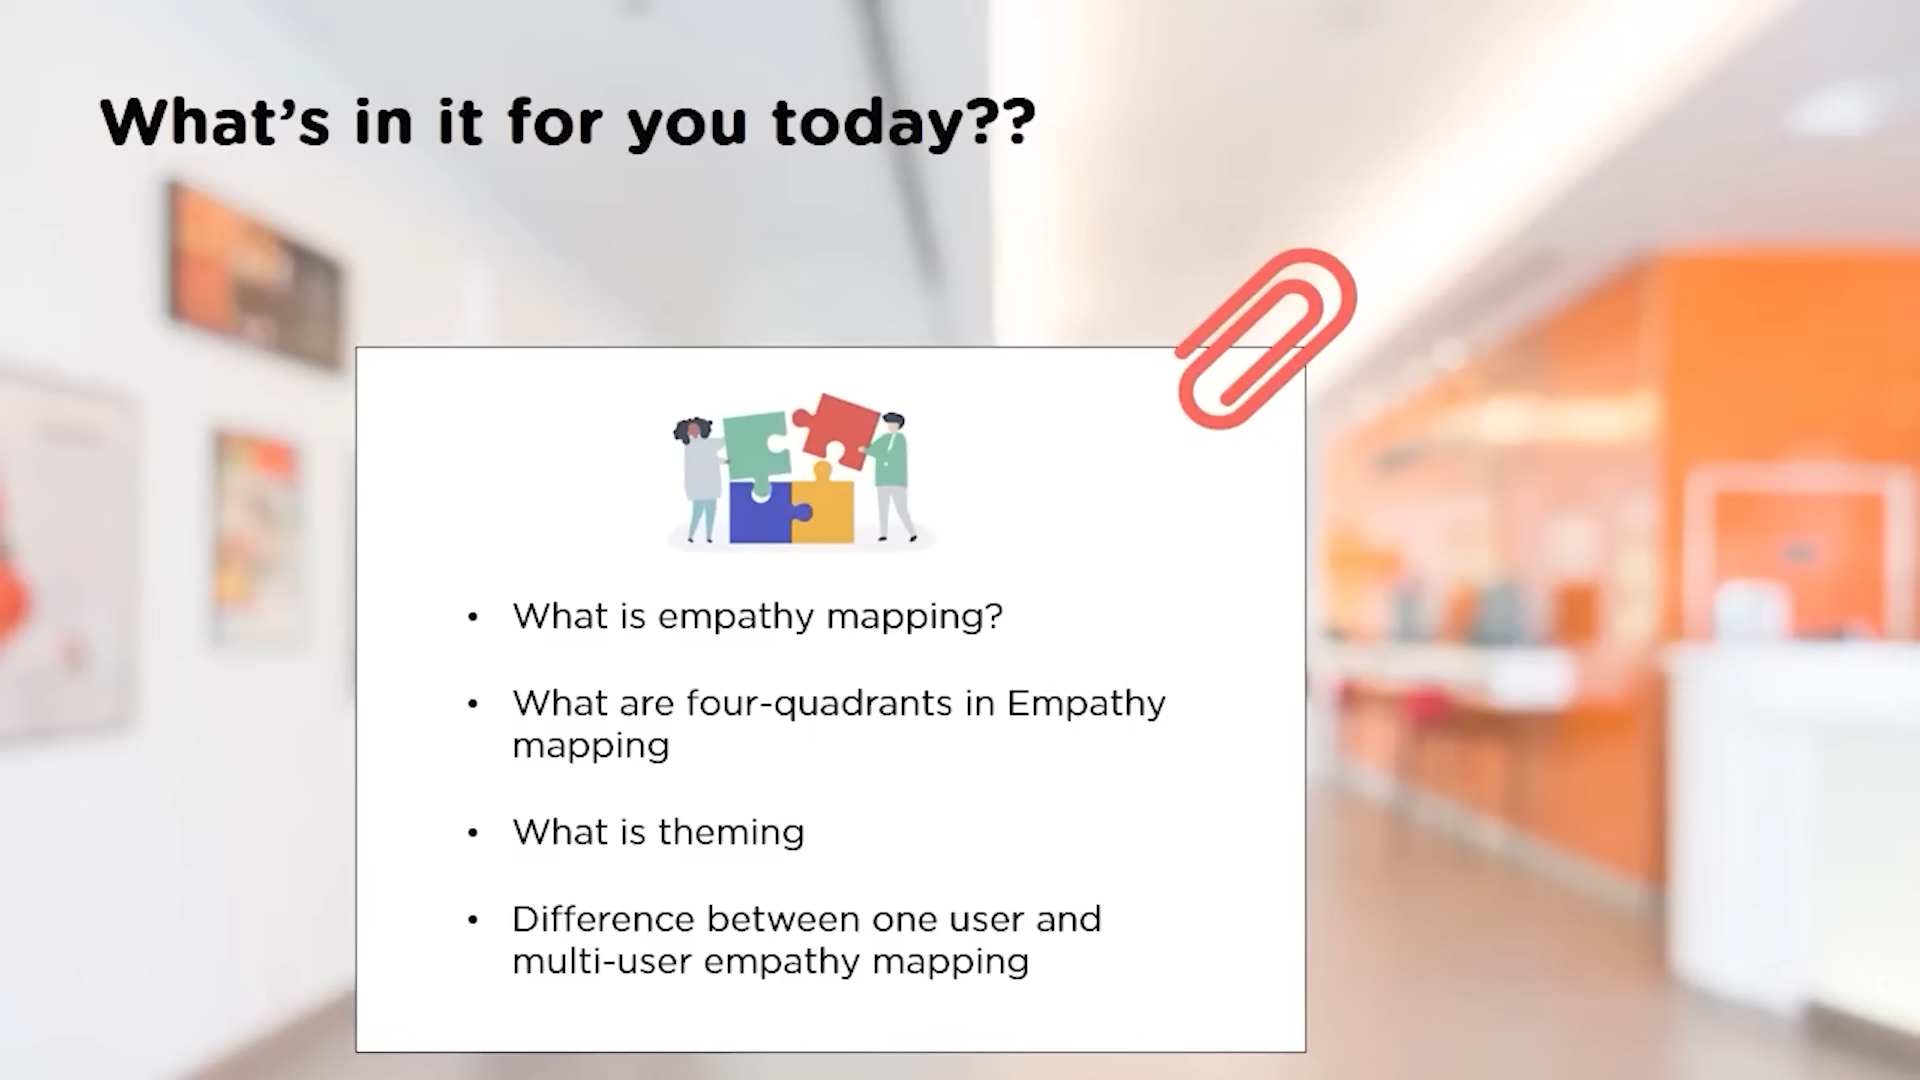 What's in it for you today??
• What is empathy mapping?
• What are four-quadrants in Empathy
mapping
• What is theming
• Difference between one user and
multi-user empathy mapping